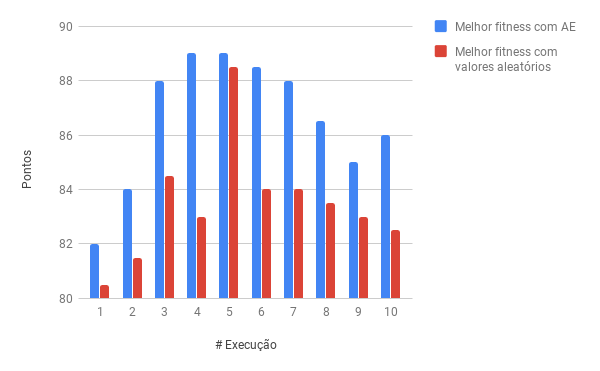 90
88
86
84
82
80
Pontos
1 2 3 4 5 6 7 8 9 10
# Execução
Melhor fitness com AE
Melhor fitness com
valores aleatórios